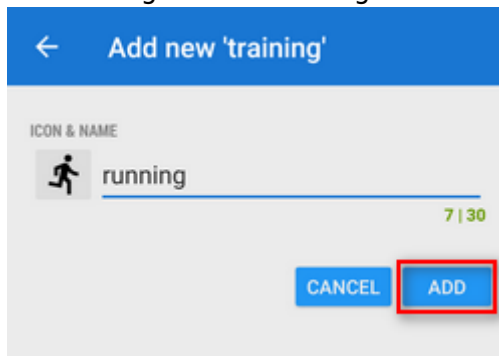 Add new 'training'
ICON & NAME
running
7 | 30
CANCEL ADD